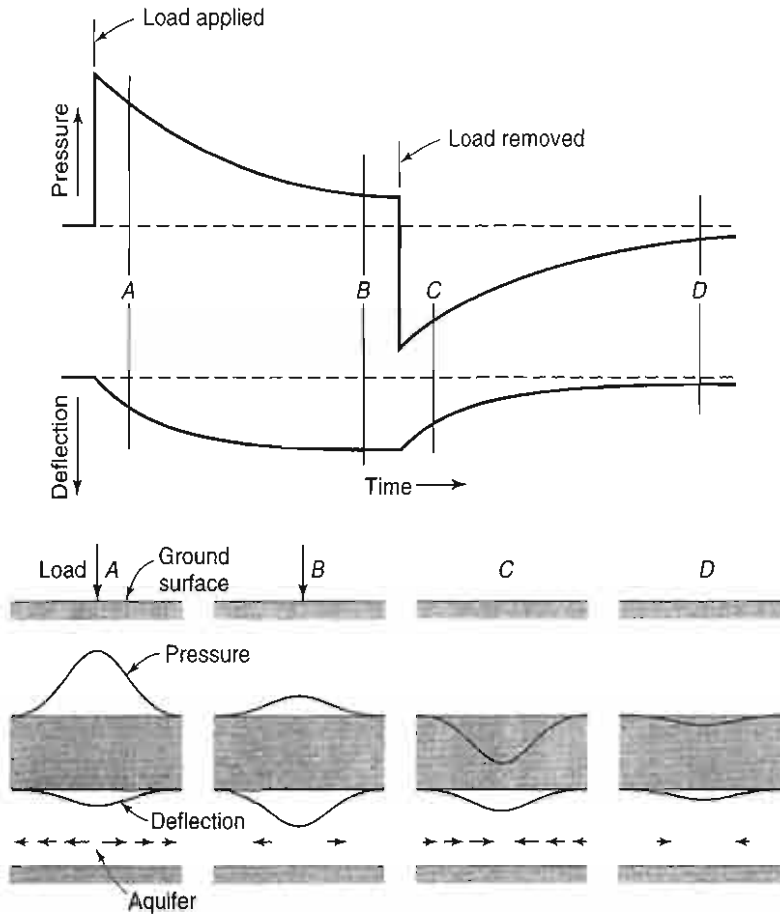 Load applied
Pressure
Load removed
A
B
C
D
Deflection
Time
Load
A
Ground
surface
B
C
D
Pressure
Deflection
Aquifer